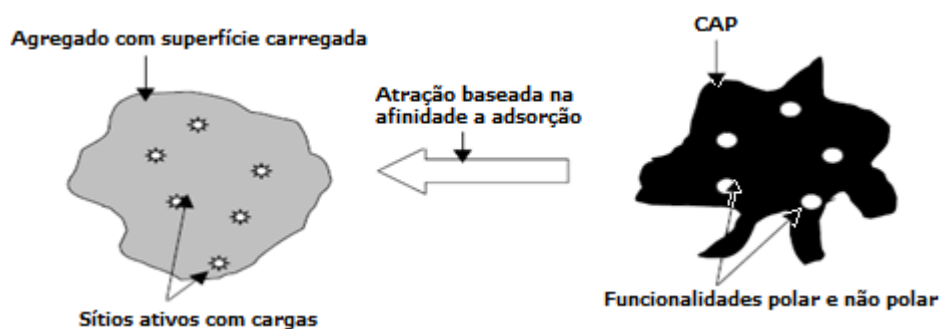 Agregado com superfície carregada
CAP
Atração baseada na
afinidade a adsorção
Sítios ativos com cargas
Funcionalidades polar e não polar